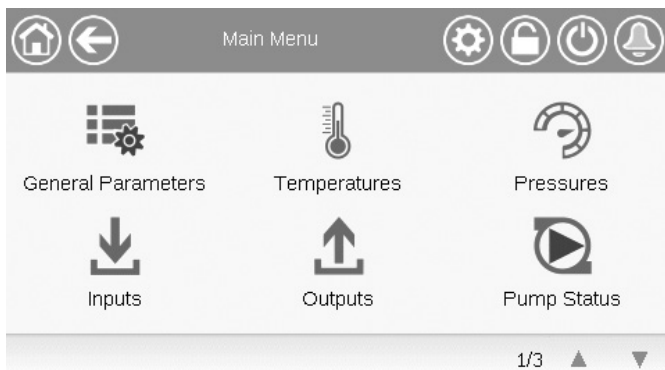 Main Menu
General Parameters Temperatures Pressures
Inputs Outputs Pump Status
1/3